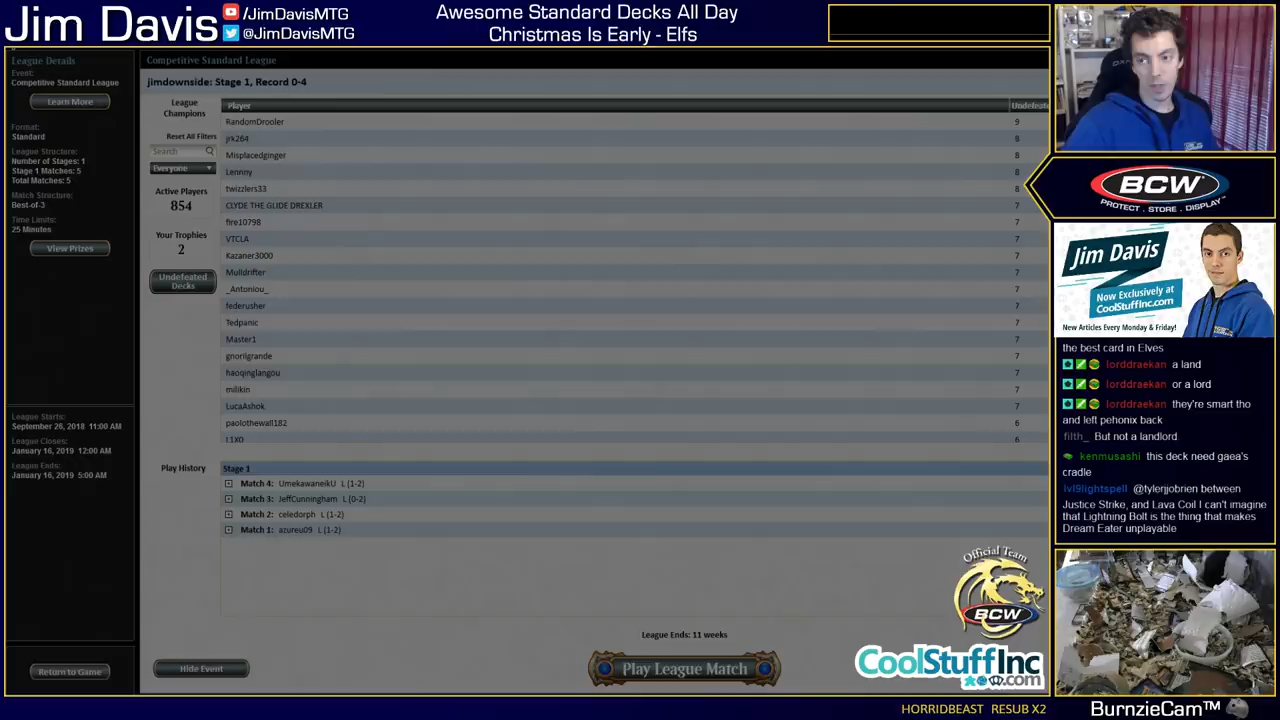 Jim Davis
/JimDavisMTG
@JimDavisMTG
Awesome Standard Decks All Day
Christmas Is Early - Elfs
League Details
Event:
Competitive Standard League
Learn More
Format:
Standard
League Structure:
Number of Stages: 1
Stage 1 Matches: 5
Total Matches: 5
Match Structure:
Best-of-3
Time Limits:
25 Minutes
View Prizes
League Starts:
September 26, 2018 11:00 AM
League Closes:
January 16, 2019 12:00 AM
League Ends:
January 16, 2019 5:00 AM
Return to Game
Competitive Standard League
jimdownside: Stage 1, Record 0-4
League
Champions
Reset All Filters
Search
Everyone
Active Players
854
Your Trophies
2
Undefeated
Decks
Player Undefeate
RandomDrooler 9
jrk264 8
Misplacedginger 8
Lennny 8
twizzlers33 8
CLYDE THE GLIDE DREXLER 7
fire10798 7
VTCLA 7
Kazaner3000 7
Mulldrifter 7
_Antoniou_ 7
federusher 7
Tedpanic 7
Master1 7
gnorilgrande 7
haoqinglangou 7
milikin 7
LucaAshok 7
paolothewall182 6
L1X0 6
Play History
Stage 1
Match 4: UmekawaneikU L (1-2)
Match 3: JeffCunningham L (0-2)
Match 2: celedorph L (1-2)
Match 1: azureu09 L (1-2)
League Ends: 11 weeks
Hide Event
Play League Match
Official Team
BCW
CoolStuffInc
.com
BCW
PROTECT . STORE . DISPLAY
Jim Davis
Now Exclusively at
CoolStuffInc.com
New Articles Every Monday & Friday!
the best card in Elves
lorddraekan a land
lorddraekan or a lord
lorddraekan they're smart tho
and left pehonix back
filth_ But not a landlord
kenmusashi this deck need gaea's
cradle
lvl9lightspell @tylerjjobrien between
Justice Strike, and Lava Coil I can't imagine
that Lightning Bolt is the thing that makes
Dream Eater unplayable
HORRIDBEAST RESUB X2
BurnzieCam™